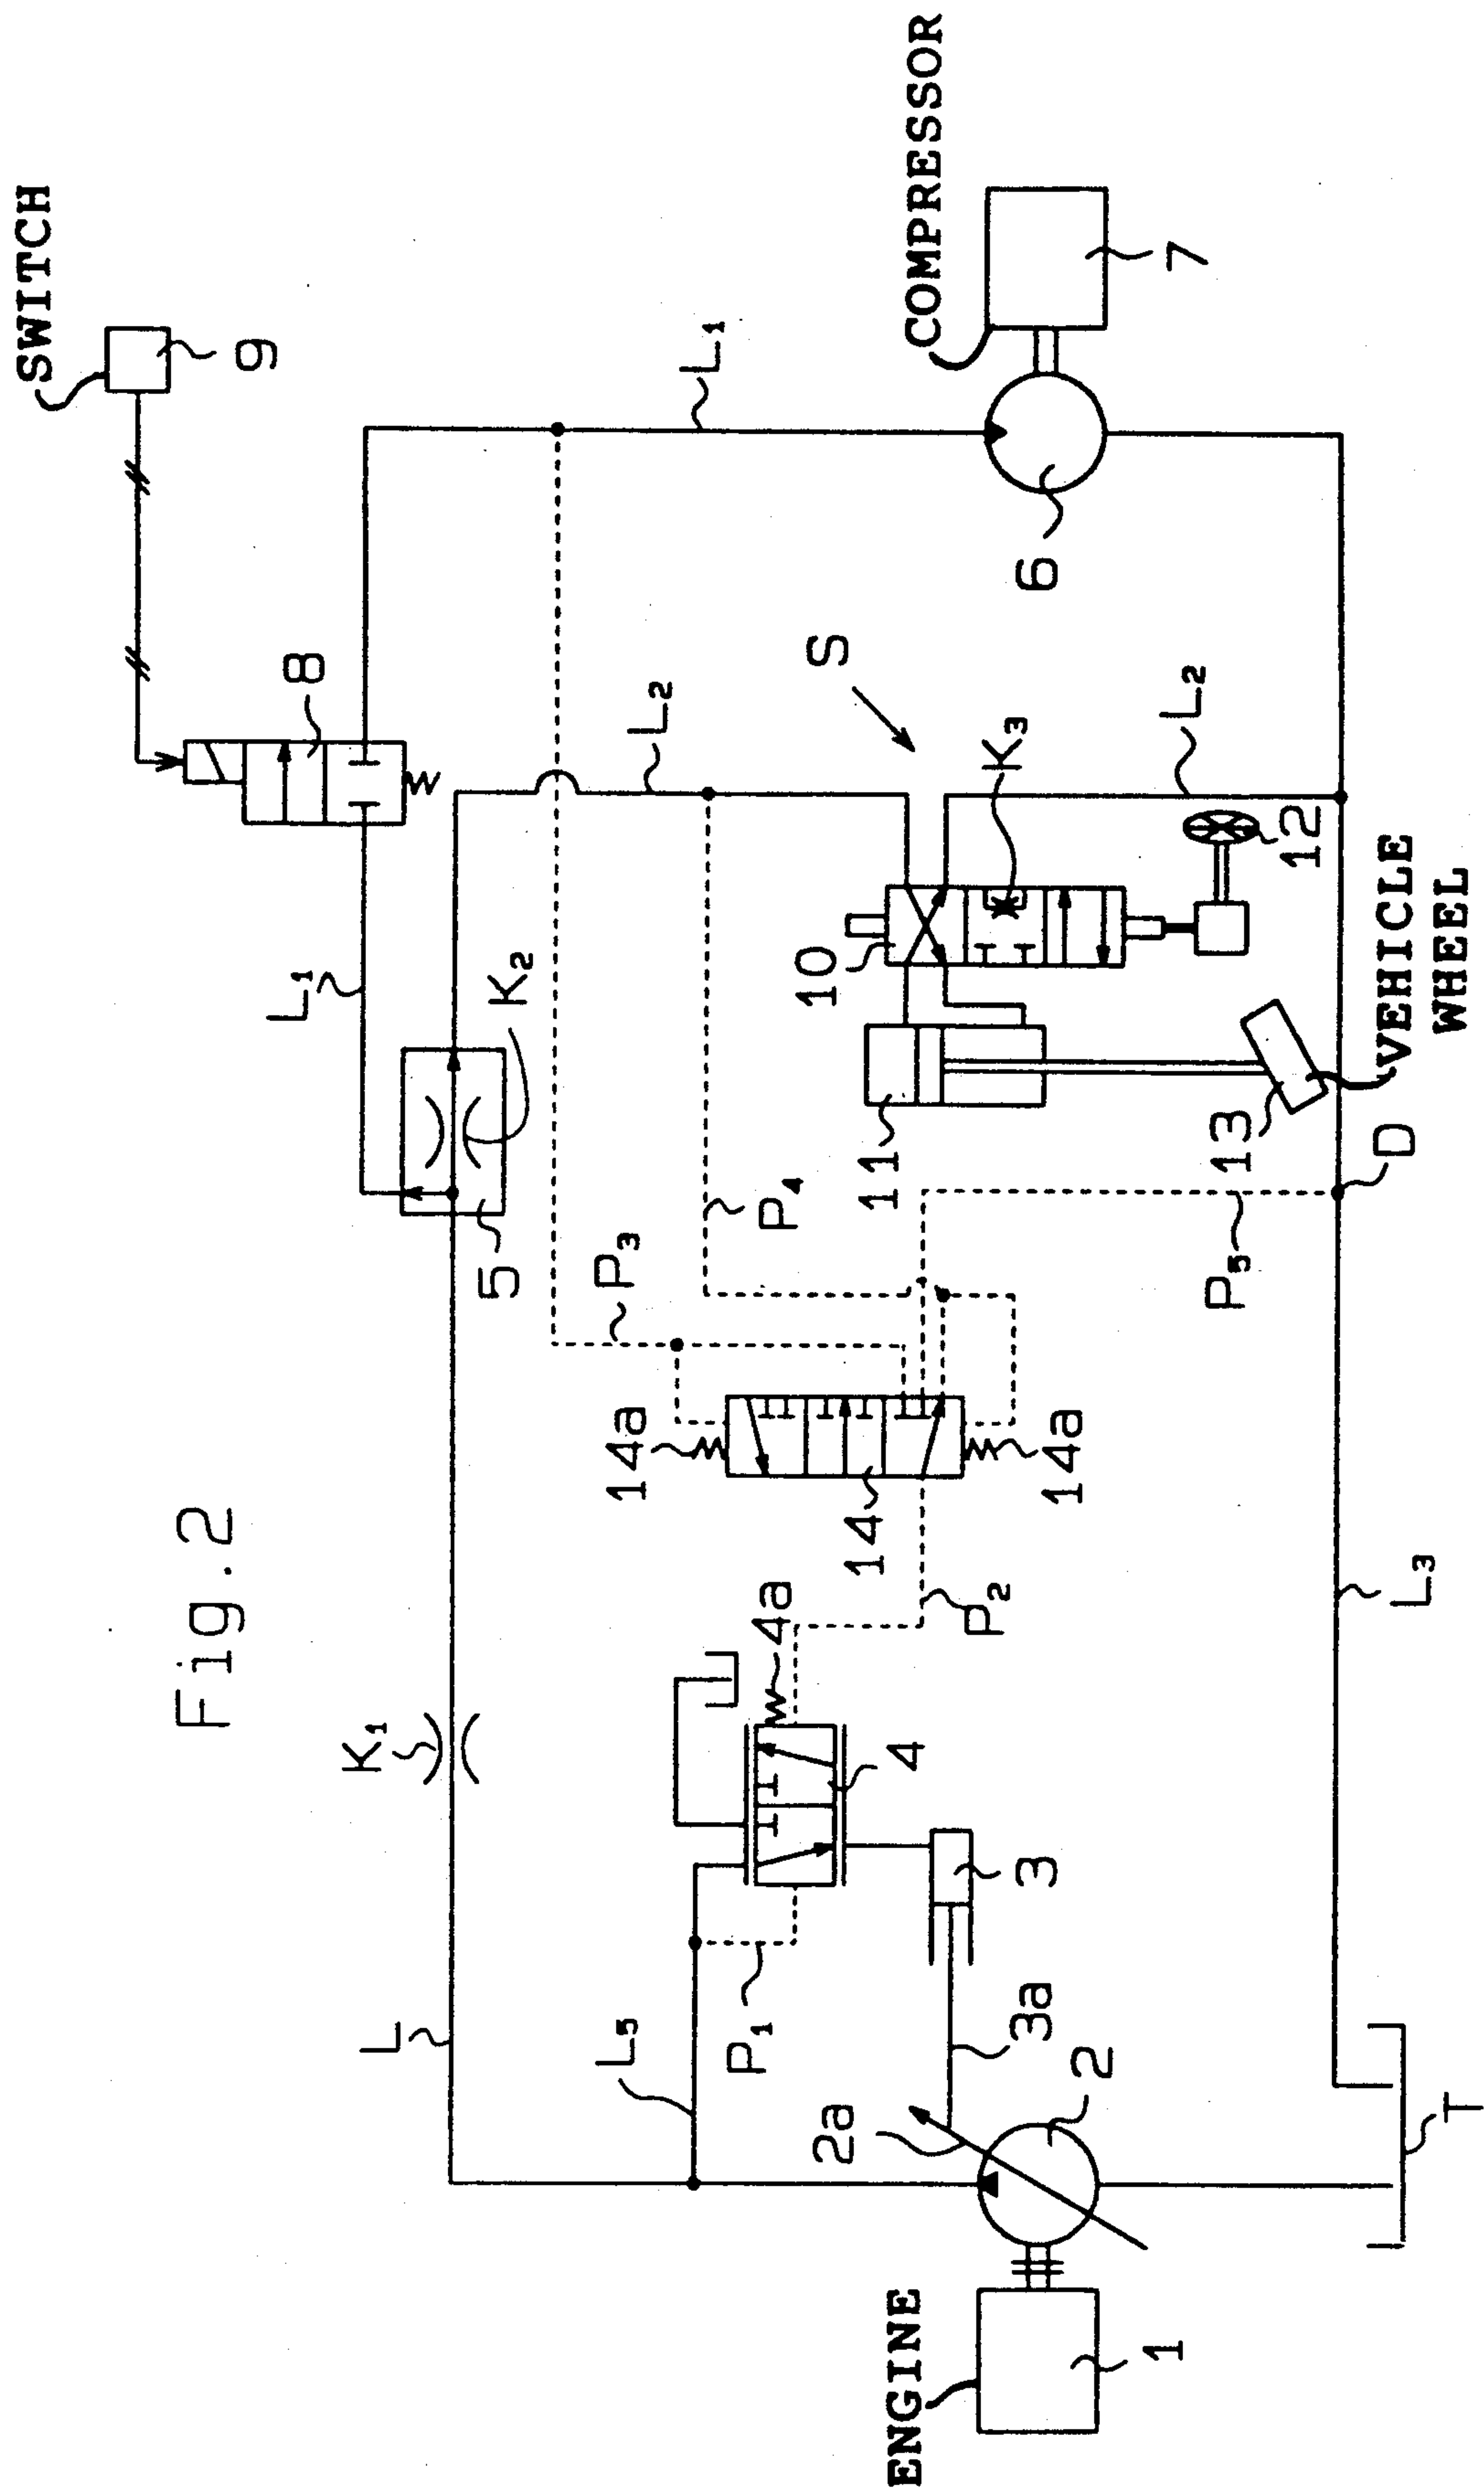 Fig.2
SWITCH
9
8
L1
L1
COMPRESSOR
7
6
L2
S
K3
L2
10
12
VEHICLE
WHEEL
11
13
D
K2
5
P3
P4
P5
14a
14a
14
P2
4a
4
K1
L
L5
P1
3
3a
2a
2
L3
T
ENGINE
1